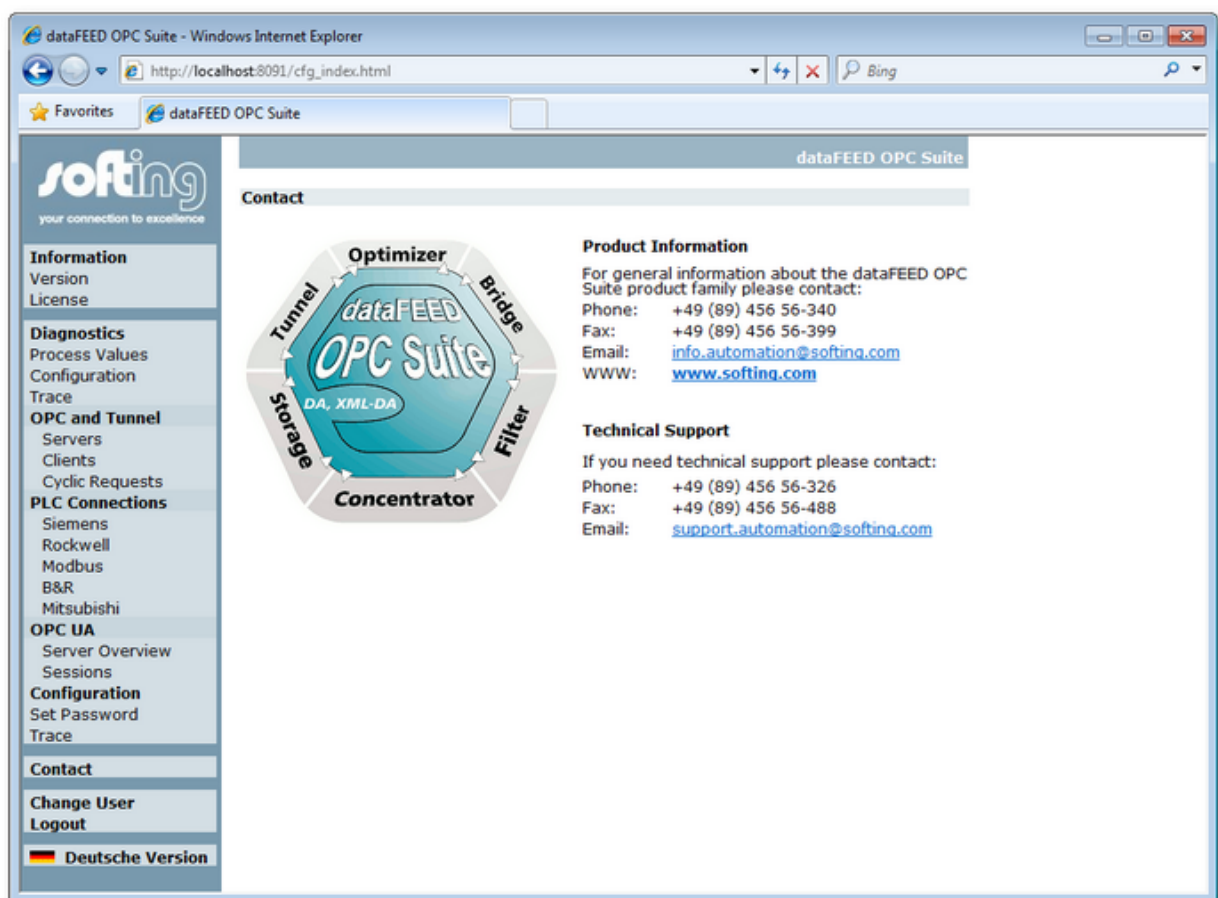 dataFEED OPC Suite - Windows Internet Explorer
http://localhost:8091/cfg_index.html
Bing
Favorites
dataFEED OPC Suite
softing
your connection to excellence
Information
Version
License
Diagnostics
Process Values
Configuration
Trace
OPC and Tunnel
Servers
Clients
Cyclic Requests
PLC Connections
Siemens
Rockwell
Modbus
B&R
Mitsubishi
OPC UA
Server Overview
Sessions
Configuration
Set Password
Trace
Contact
Change User
Logout
Deutsche Version
dataFEED OPC Suite
Contact
Optimizer
Bridge
Filter
Concentrator
Storage
Tunnel
dataFEED
OPC Suite
DA, XML-DA
Product Information
For general information about the dataFEED OPC
Suite product family please contact:
Phone: +49 (89) 456 56-340
Fax: +49 (89) 456 56-399
Email: info.automation@softing.com
WWW: www.softing.com
Technical Support
If you need technical support please contact:
Phone: +49 (89) 456 56-326
Fax: +49 (89) 456 56-488
Email: support.automation@softing.com